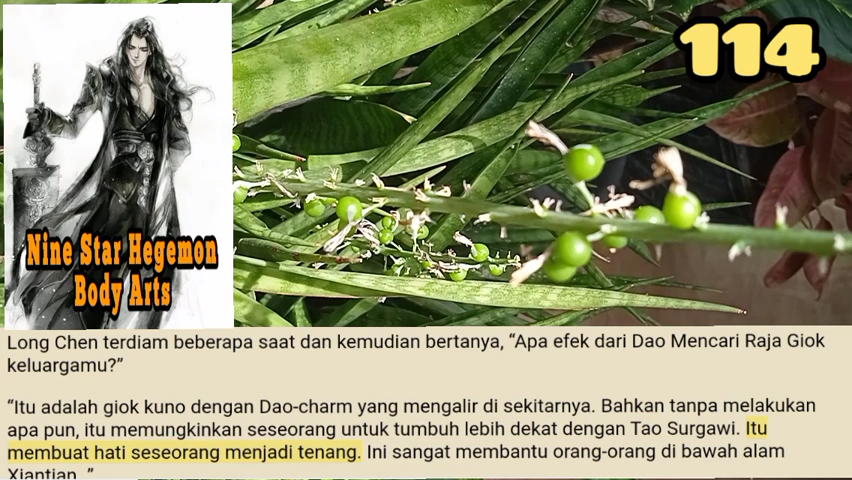 114
Nine Star Hegemon
Body Arts
Long Chen terdiam beberapa saat dan kemudian bertanya, “Apa efek dari Dao Mencari Raja Giok
keluargamu?”
“Itu adalah giok kuno dengan Dao-charm yang mengalir di sekitarnya. Bahkan tanpa melakukan
apa pun, itu memungkinkan seseorang untuk tumbuh lebih dekat dengan Tao Surgawi. Itu
membuat hati seseorang menjadi tenang. Ini sangat membantu orang-orang di bawah alam
Xiantian. ”